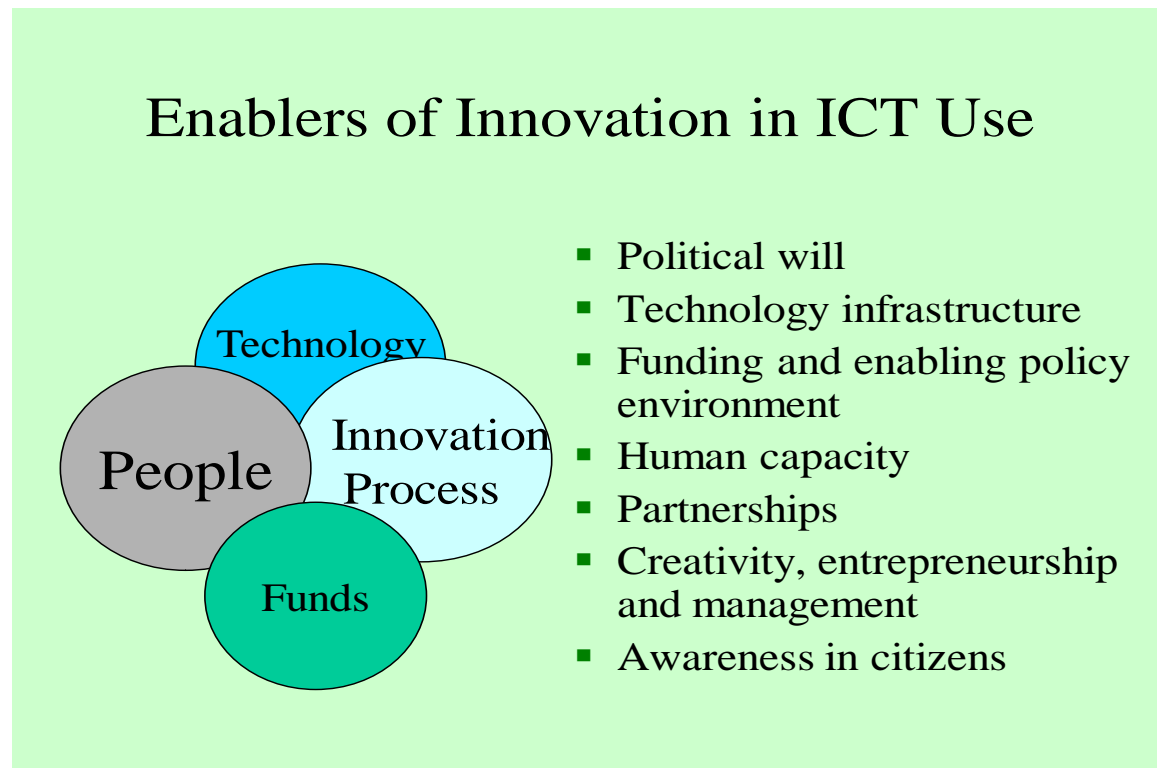 Enablers of Innovation in ICT Use
Technology
People
Innovation
Process
Funds
Political will
Technology infrastructure
Funding and enabling policy
environment
Human capacity
Partnerships
Creativity, entrepreneurship
and management
Awareness in citizens